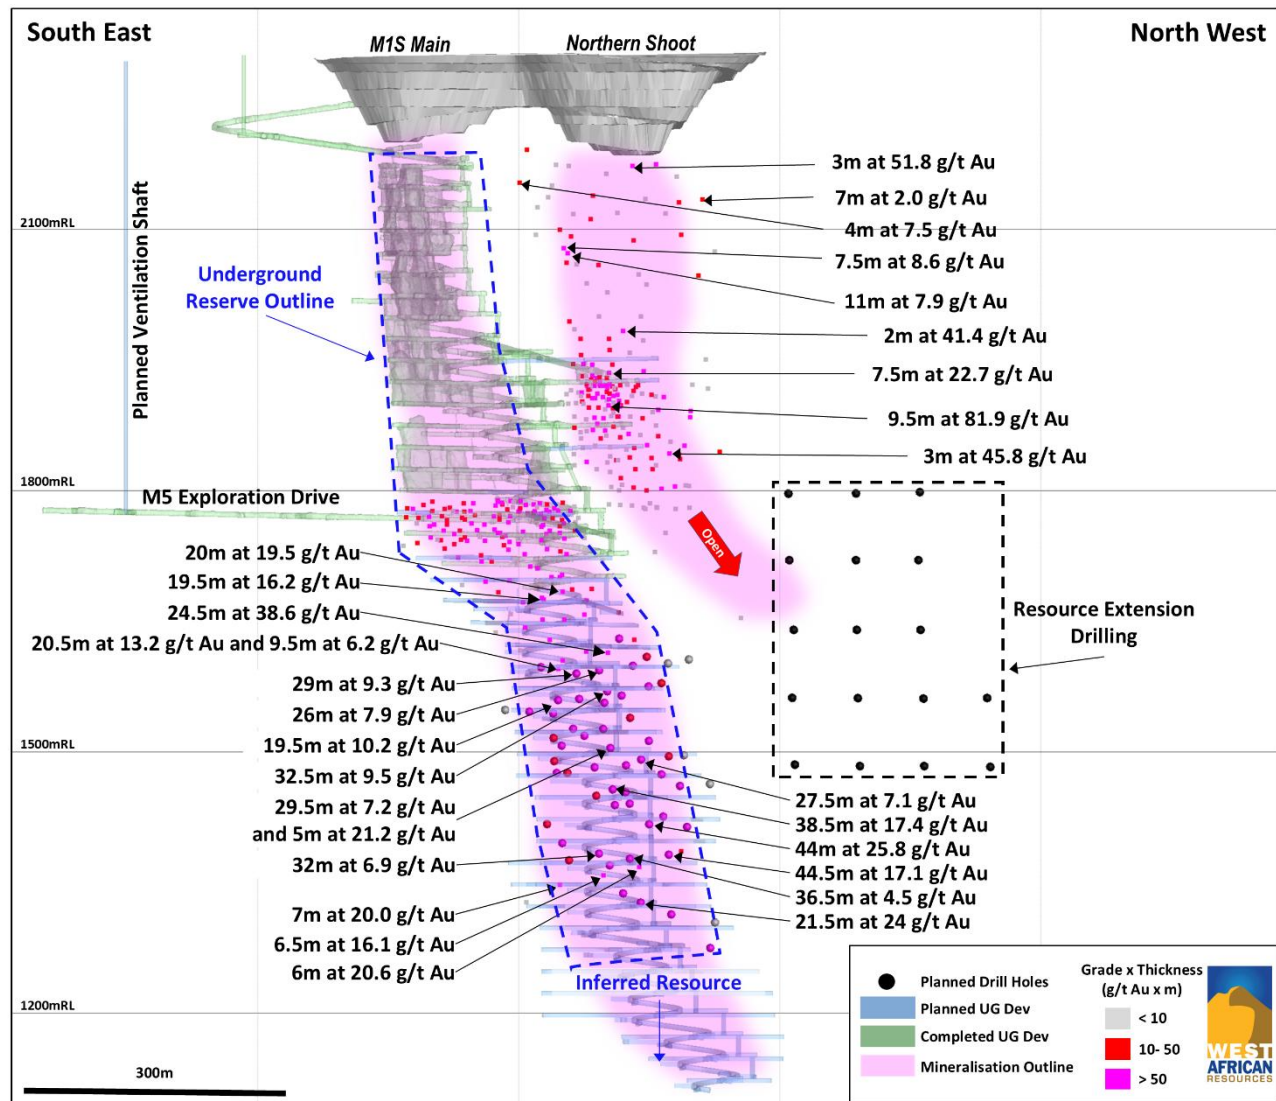 South East
M1S Main
Northern Shoot
North West
3m at 51.8 g/t Au
7m at 2.0 g/t Au
4m at 7.5 g/t Au
7.5m at 8.6 g/t Au
11m at 7.9 g/t Au
2m at 41.4 g/t Au
7.5m at 22.7 g/t Au
9.5m at 81.9 g/t Au
3m at 45.8 g/t Au
2100mRL
Planned Ventilation Shaft
Underground
Reserve Outline
1800mRL
M5 Exploration Drive
Open
20m at 19.5 g/t Au
19.5m at 16.2 g/t Au
24.5m at 38.6 g/t Au
20.5m at 13.2 g/t Au and 9.5m at 6.2 g/t Au
29m at 9.3 g/t Au
26m at 7.9 g/t Au
19.5m at 10.2 g/t Au
32.5m at 9.5 g/t Au
29.5m at 7.2 g/t Au
and 5m at 21.2 g/t Au
32m at 6.9 g/t Au
7m at 20.0 g/t Au
6.5m at 16.1 g/t Au
6m at 20.6 g/t Au
1500mRL
Resource Extension
Drilling
27.5m at 7.1 g/t Au
38.5m at 17.4 g/t Au
44m at 25.8 g/t Au
44.5m at 17.1 g/t Au
36.5m at 4.5 g/t Au
21.5m at 24 g/t Au
Inferred Resource
1200mRL
300m
Planned Drill Holes
Planned UG Dev
Completed UG Dev
Mineralisation Outline
Grade x Thickness
(g/t Au x m)
< 10
10- 50
> 50
WEST
AFRICAN
RESOURCES